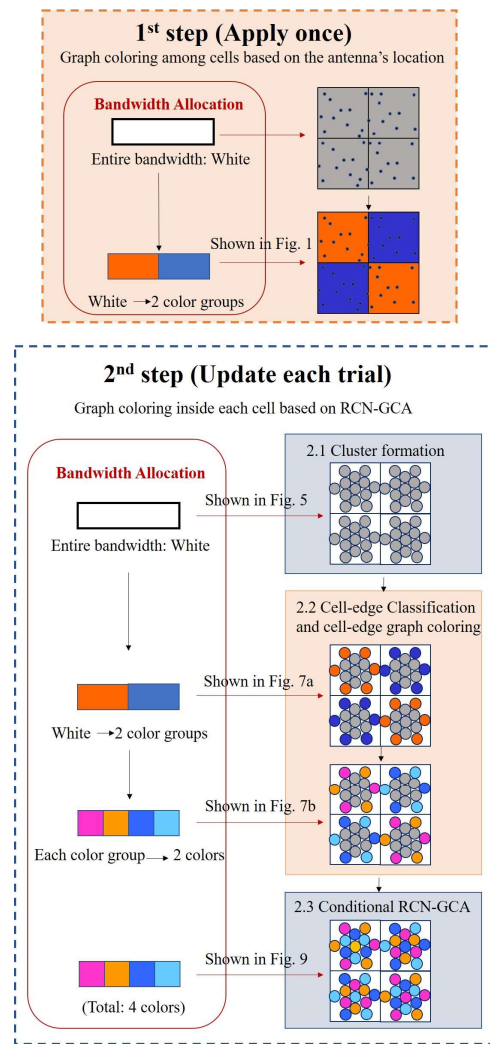 1st step (Apply once)
Graph coloring among cells based on the antenna's location
Bandwidth Allocation
Entire bandwidth: White
Shown in Fig. 1
White → 2 color groups
2nd step (Update each trial)
Graph coloring inside each cell based on RCN-GCA
2.1 Cluster formation
Bandwidth Allocation
Shown in Fig. 5
Entire bandwidth: White
2.2 Cell-edge Classification
and cell-edge graph coloring
Shown in Fig. 7a
White → 2 color groups
Shown in Fig. 7b
Each color group → 2 colors
2.3 Conditional RCN-GCA
Shown in Fig. 9
(Total: 4 colors)